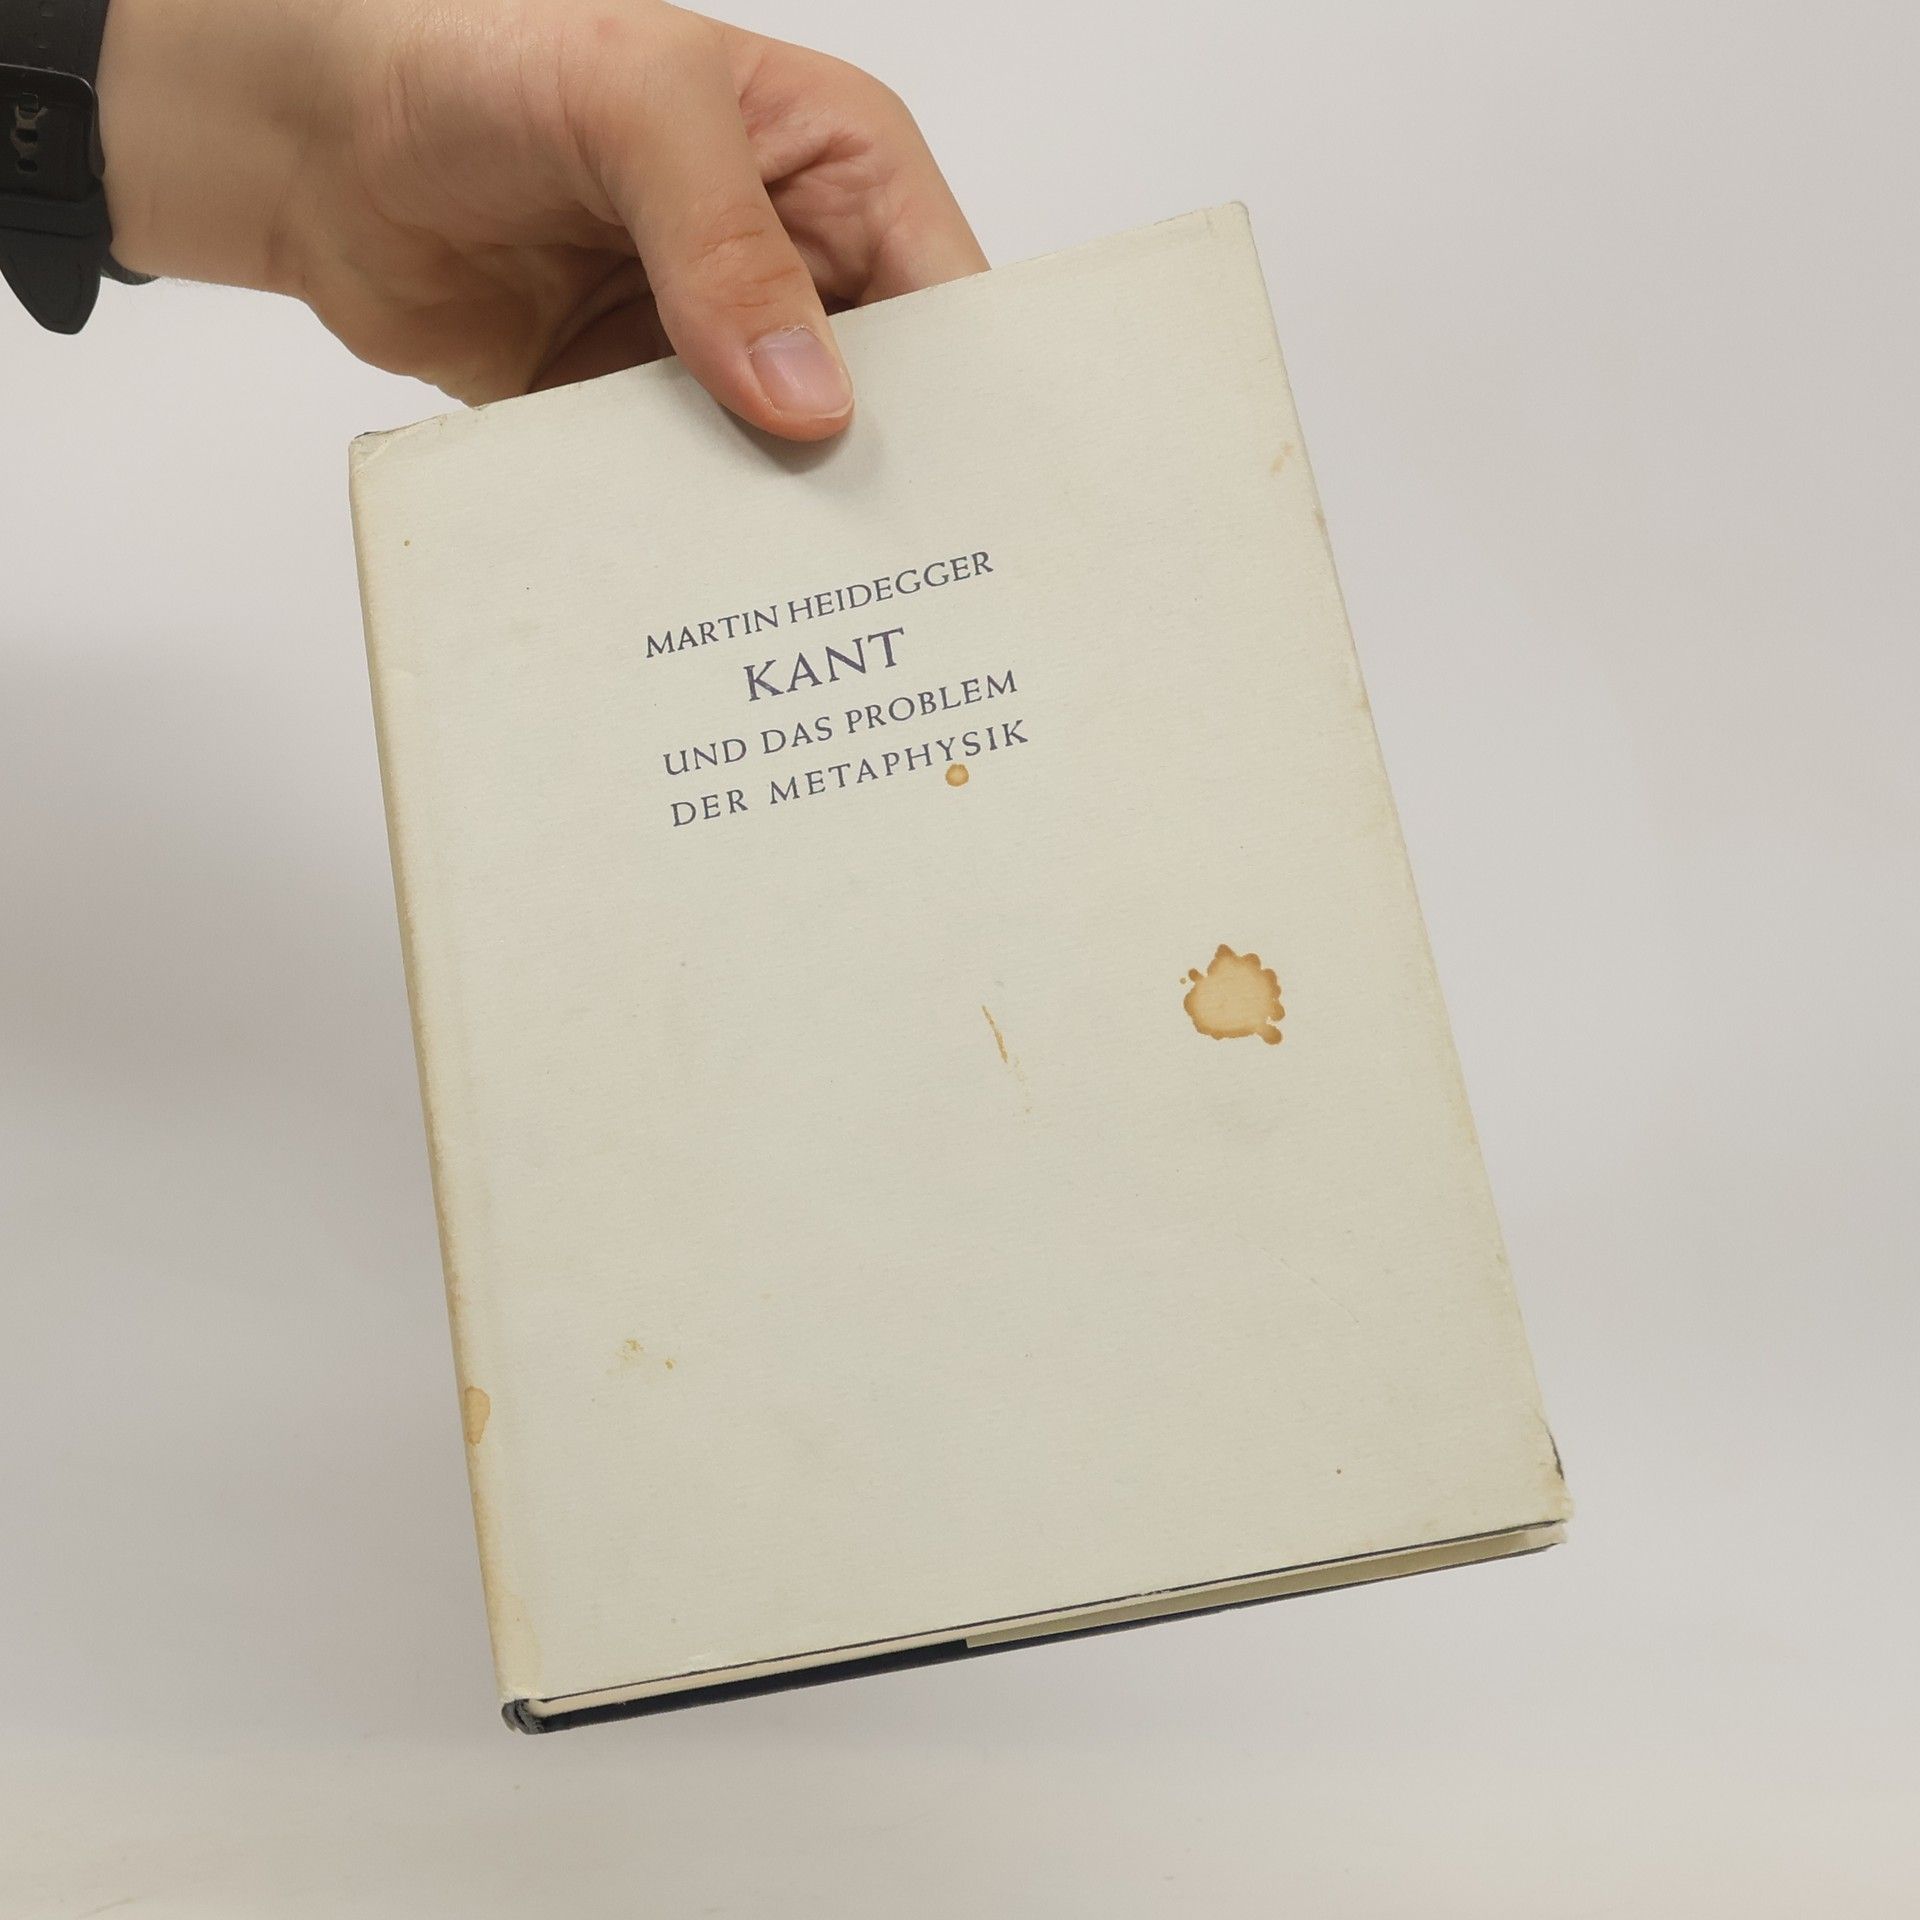 MARTIN HEIDEGGER
KANT
UND DAS PROBLEM
DER METAPHYSIK